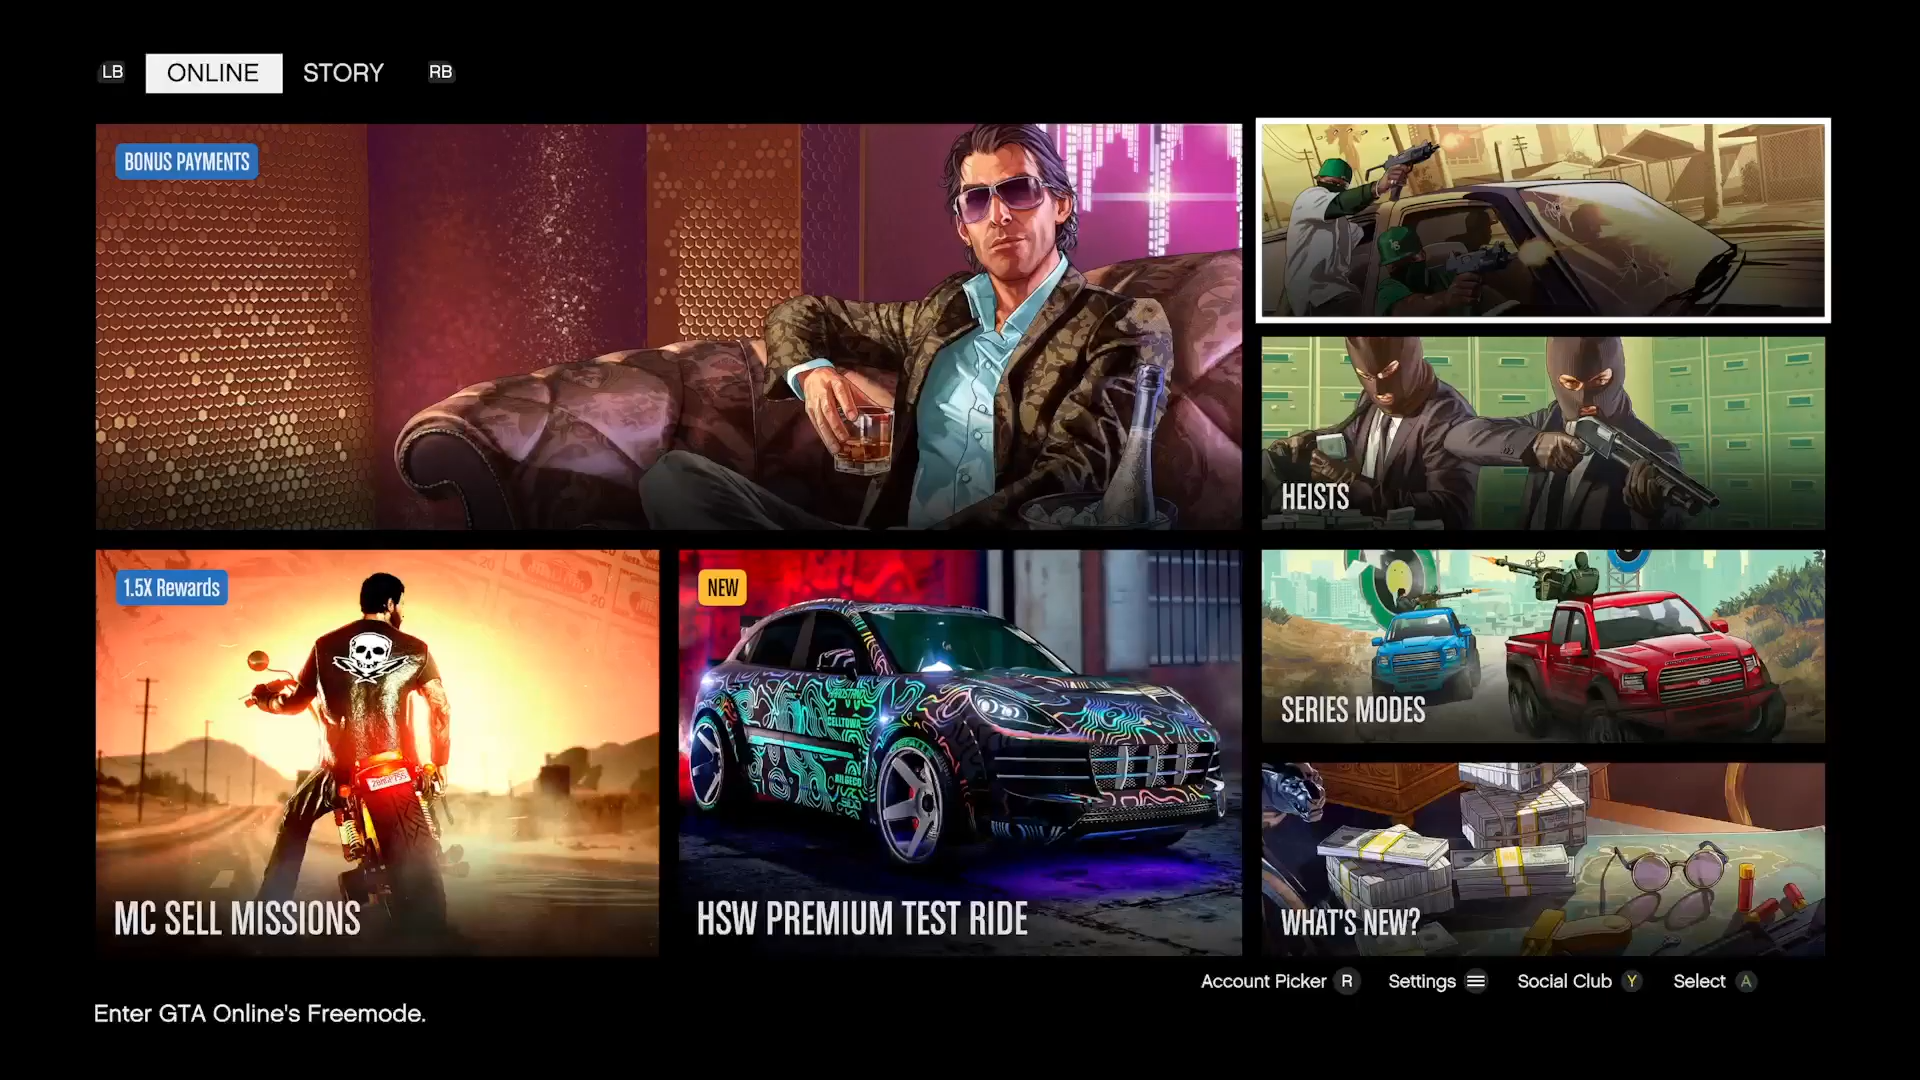 LB
ONLINE
STORY
RB
BONUS PAYMENTS
HEISTS
1.5X Rewards
NEW
SERIES MODES
MC SELL MISSIONS
HSW PREMIUM TEST RIDE
WHAT'S NEW?
Account Picker R
Settings
Social Club Y
Select A
Enter GTA Online's Freemode.